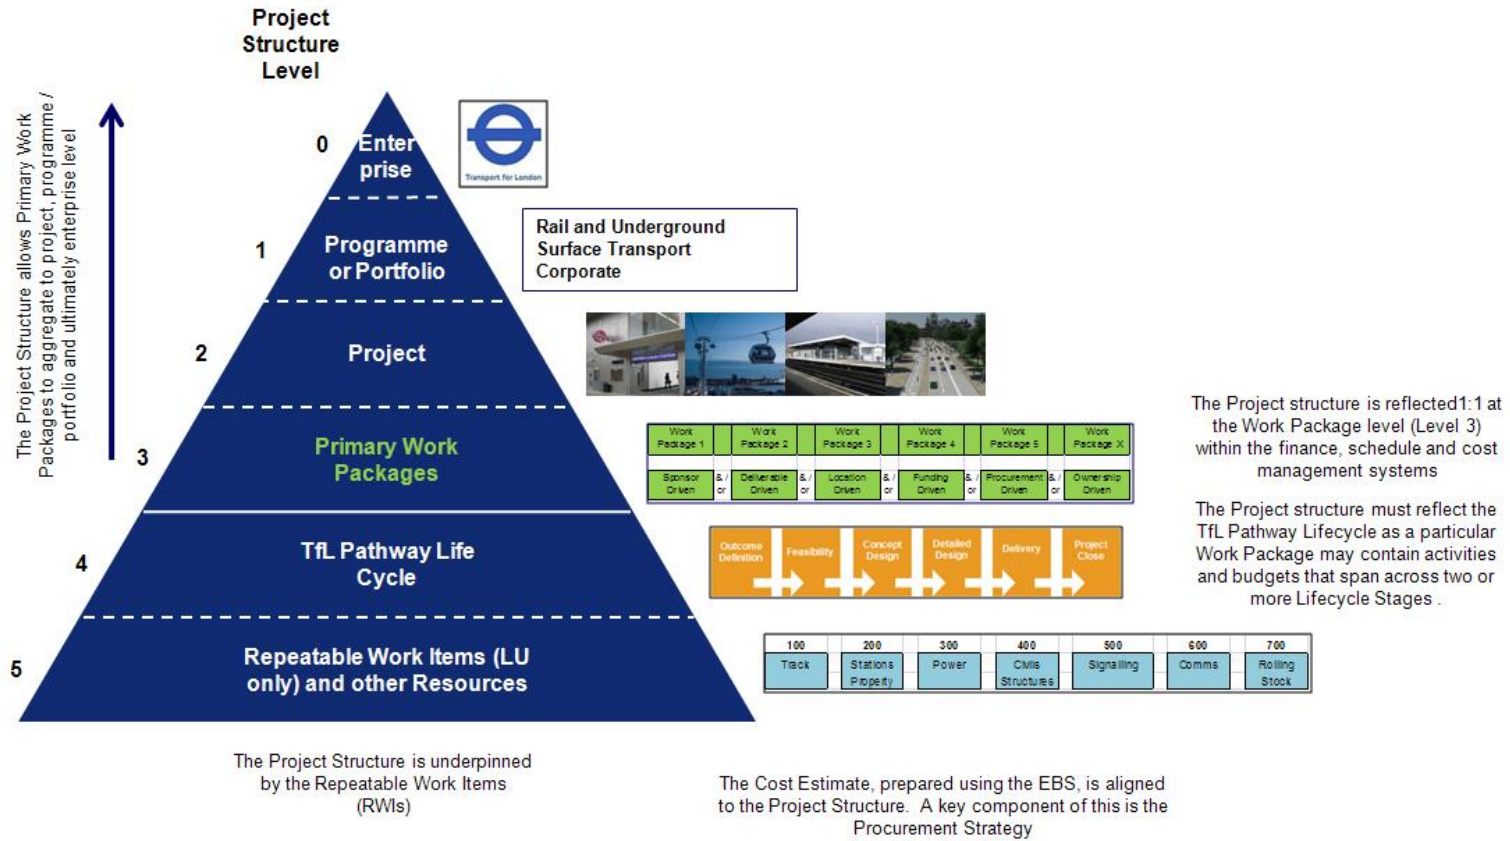 Project
Structure
Level
The Project Structure allows Primary Work
Packages to aggregate to project, programme /
portfolio and ultimately enterprise level
0
Enter
prise
Transport for London
1
Programme
or Portfolio
Rail and Underground
Surface Transport
Corporate
2
Project
3
Primary Work
Packages
Work
Package 1
Work
Package 2
Work
Package 3
Work
Package 4
Work
Package 5
Work
Package X
Sponsor
Driven
& /
or
Deliverable
Driven
& /
or
Location
Driven
& /
or
Funding
Driven
& /
or
Procurement
Driven
& /
or
Ownership
Driven
The Project structure is reflected1:1 at
the Work Package level (Level 3)
within the finance, schedule and cost
management systems
The Project structure must reflect the
TfL Pathway Lifecycle as a particular
Work Package may contain activities
and budgets that span across two or
more Lifecycle Stages .
4
TfL Pathway Life
Cycle
Outcome
Definition
Feasibility
Concept
Design
Detailed
Design
Delivery
Project
Close
5
Repeatable Work Items (LU
only) and other Resources
100
200
300
400
500
600
700
Track
Stations
Property
Power
Civils
Structures
Signalling
Comms
Rolling
Stock
The Project Structure is underpinned
by the Repeatable Work Items
(RWIs)
The Cost Estimate, prepared using the EBS, is aligned
to the Project Structure.  A key component of this is the
Procurement Strategy